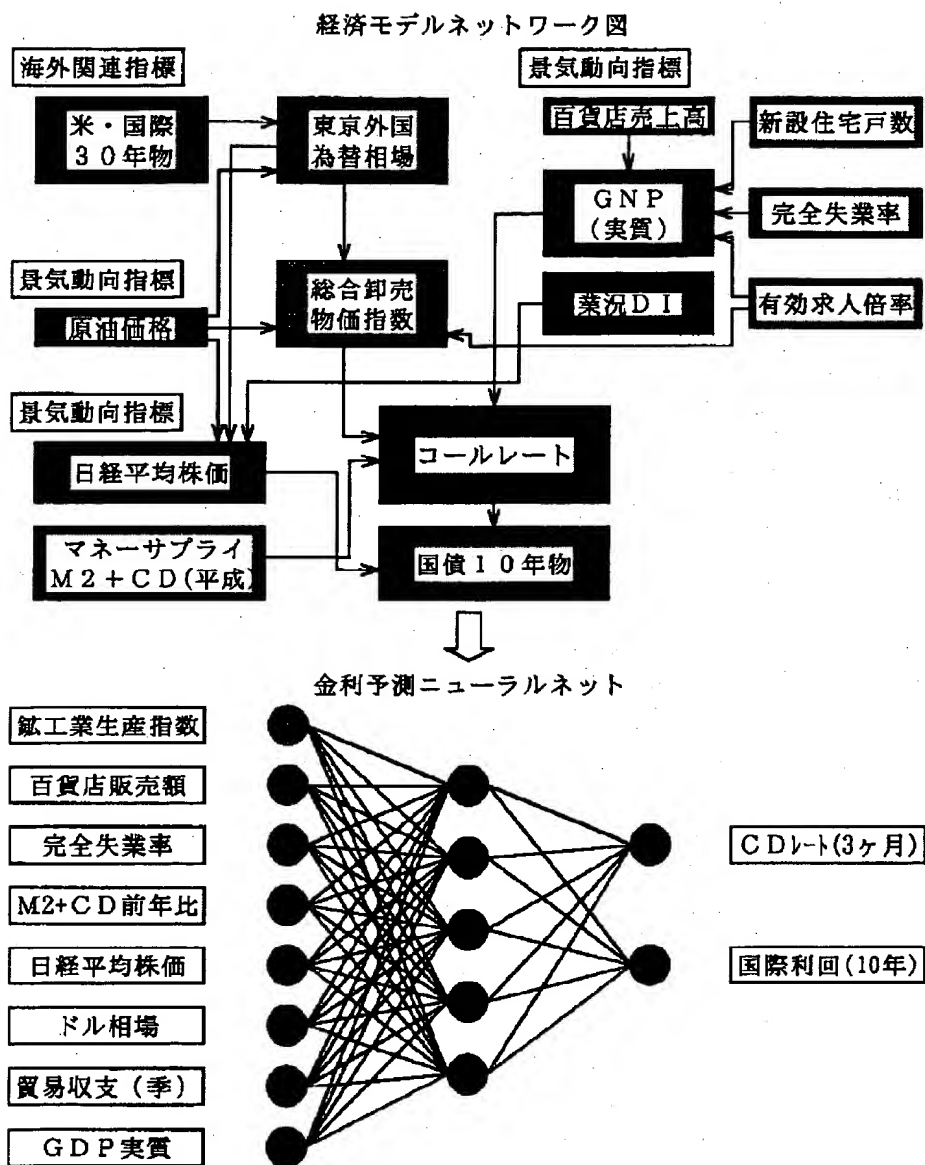 経済モデルネットワーク図
海外関連指標
景気動向指標
米・国際
30年物
東京外国
為替相場
百貨店売上高
新設住宅戸数
GNP
(実質)
完全失業率
景気動向指標
原油価格
総合卸売
物価指数
業況DI
有効求人倍率
景気動向指標
日経平均株価
コールレート
マネーサプライ
M2+CD(平成)
国債10年物
金利予測ニューラルネット
鉱工業生産指数
百貨店販売額
完全失業率
M2+CD前年比
日経平均株価
ドル相場
貿易収支(季)
GDP実質
CDレート(3ヶ月)
国際利回(10年)